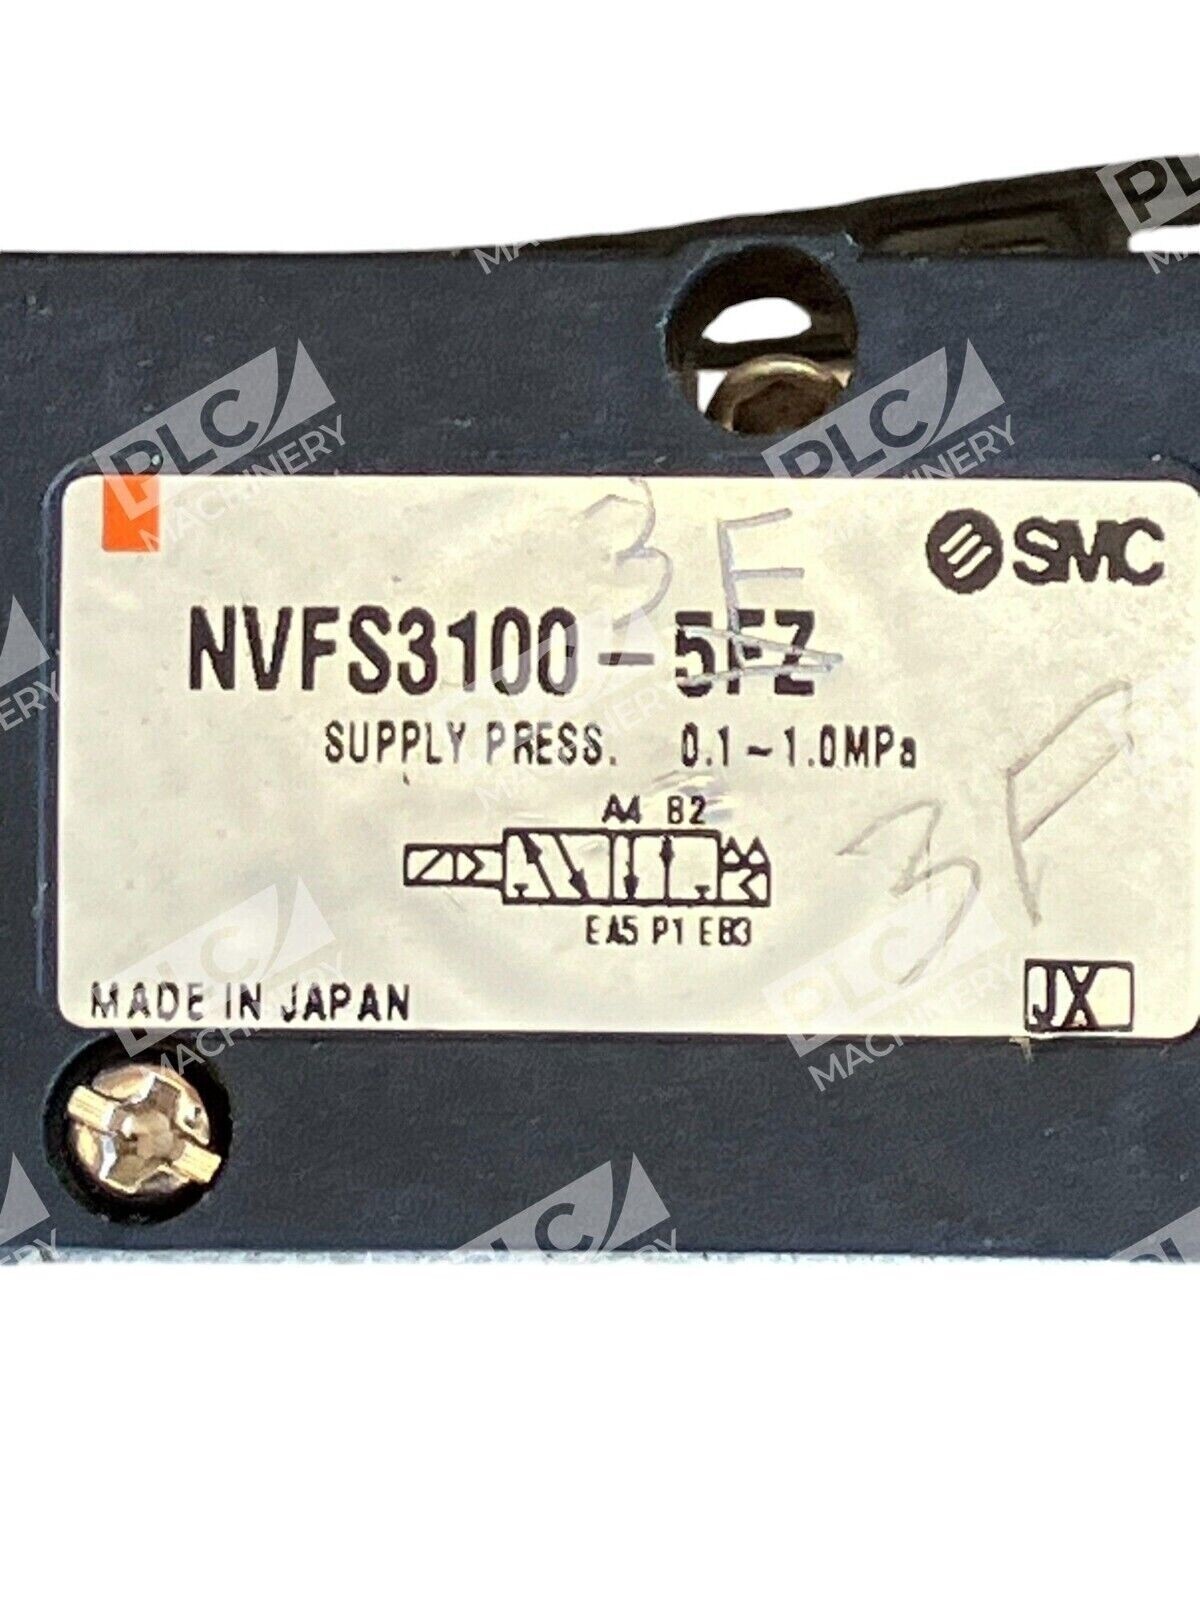 3E
SMC
NVFS3100-5FZ
SUPPLY PRESS. 0.1~1.0MPa
A4 B2
3F
EA5 P1 EB3
MADE IN JAPAN
JX
PLC MACHINERY